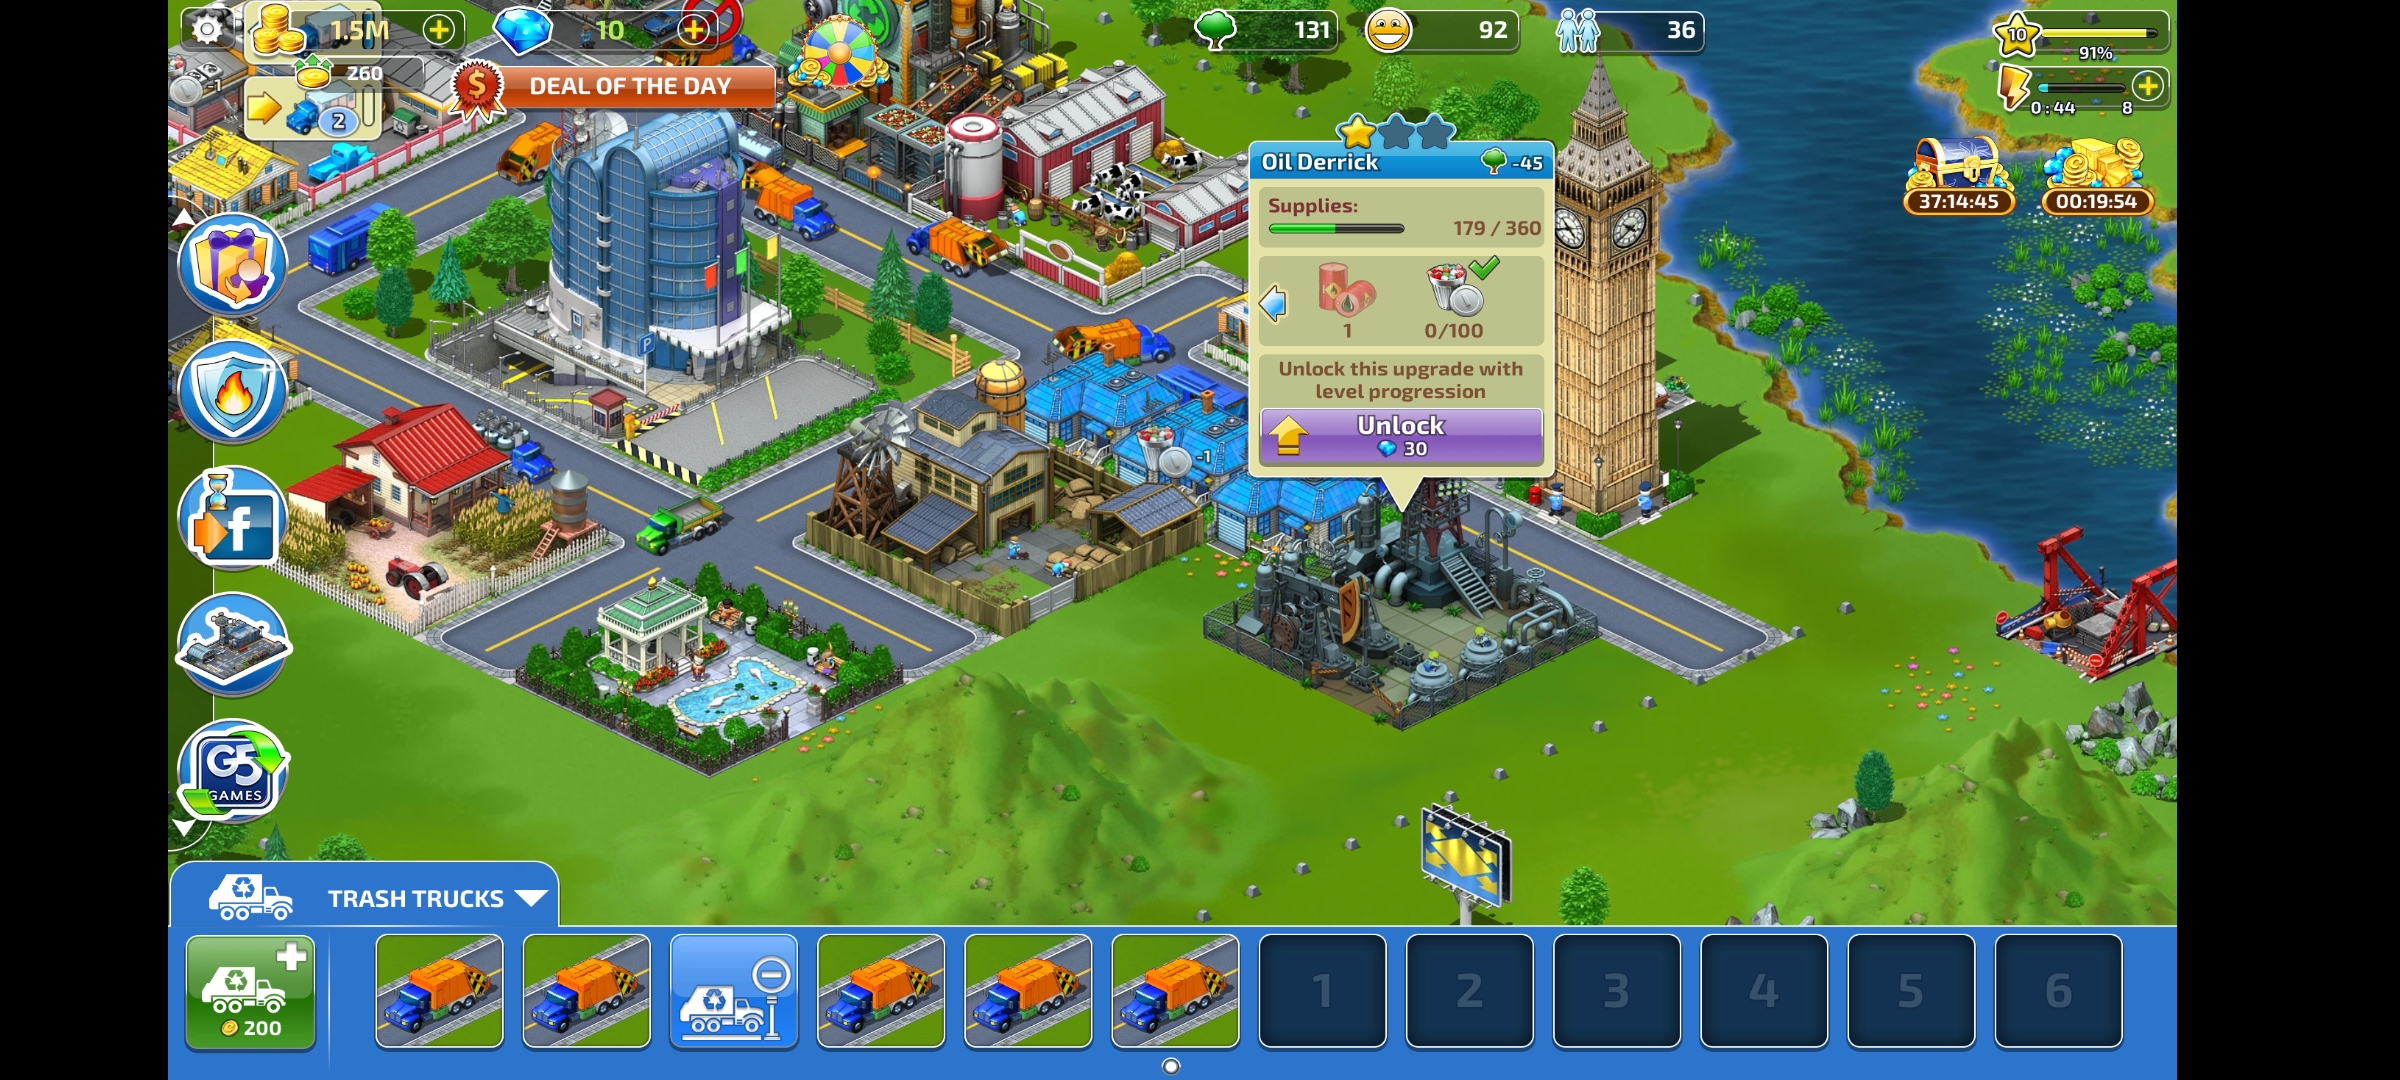 1.5M
10
131
92
36
10
91%
260
-1
2
DEAL OF THE DAY
0:44
8
37:14:45
00:19:54
Oil Derrick
-45
Supplies:
179 / 360
1
0/100
Unlock this upgrade with
level progression
Unlock
30
P
-1
f
G5
GAMES
TRASH TRUCKS
200
1
2
3
4
5
6